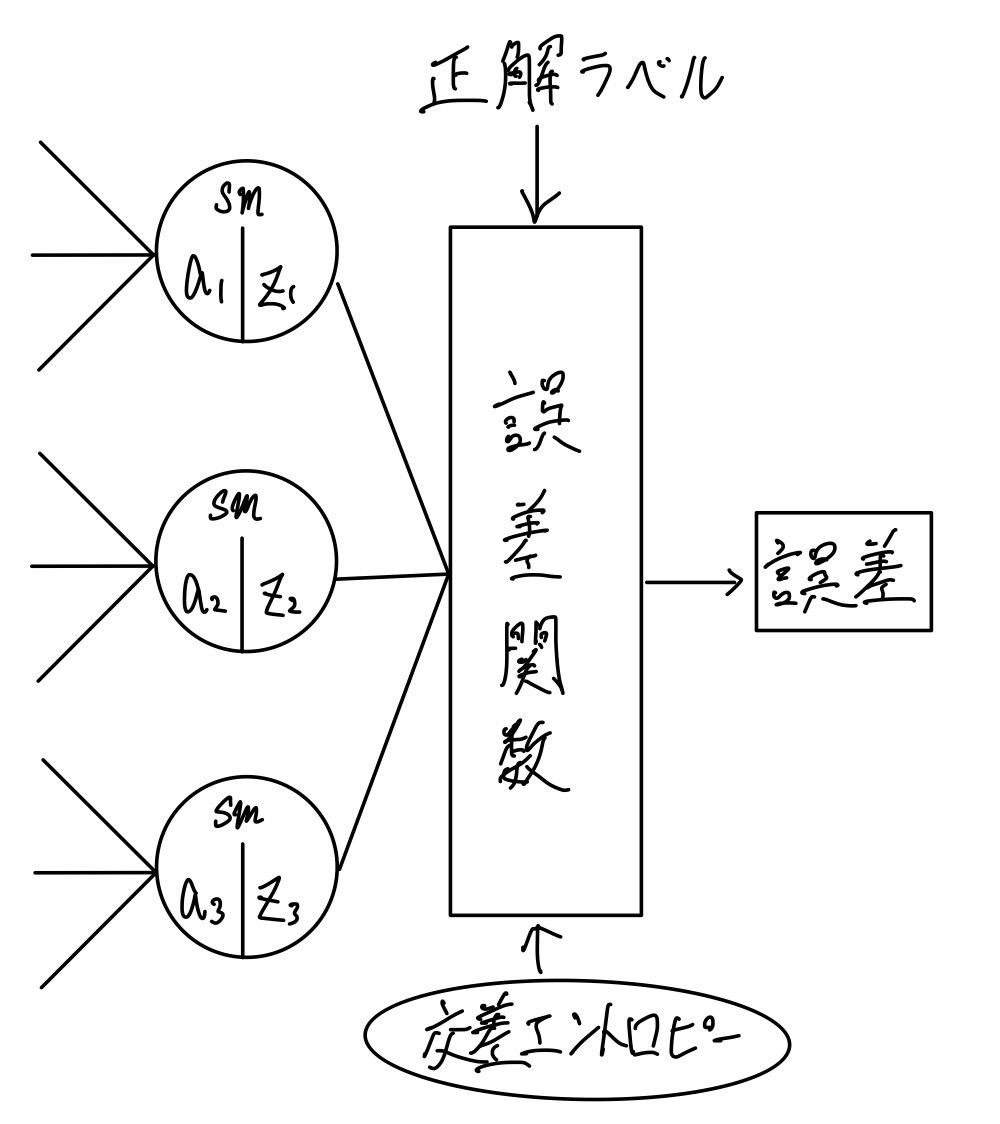 正解ラベル
sm
a1 z1
sm
a2 z2
sm
a3 z3
誤差関数
誤差
交差エントロピー